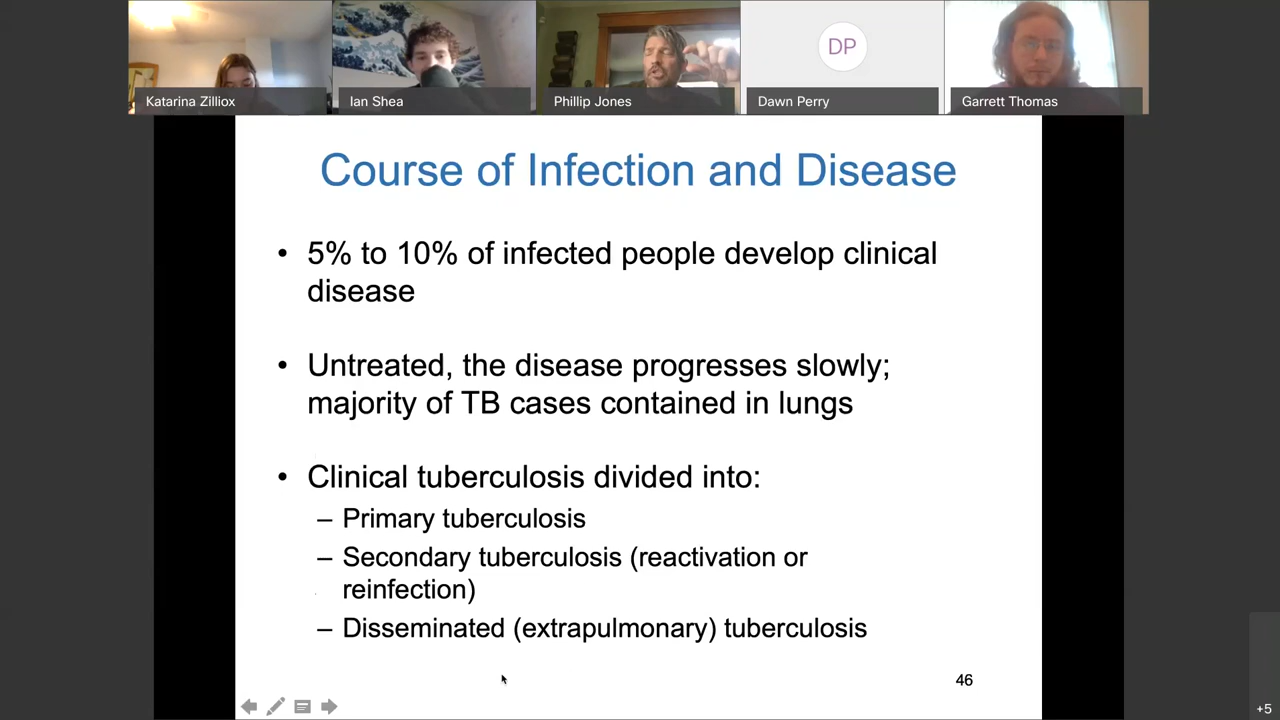 Katarina Zilliox
Ian Shea
Phillip Jones
DP
Dawn Perry
Garrett Thomas
Course of Infection and Disease
• 5% to 10% of infected people develop clinical
disease
• Untreated, the disease progresses slowly;
majority of TB cases contained in lungs
• Clinical tuberculosis divided into:
– Primary tuberculosis
– Secondary tuberculosis (reactivation or
reinfection)
– Disseminated (extrapulmonary) tuberculosis
46
+5